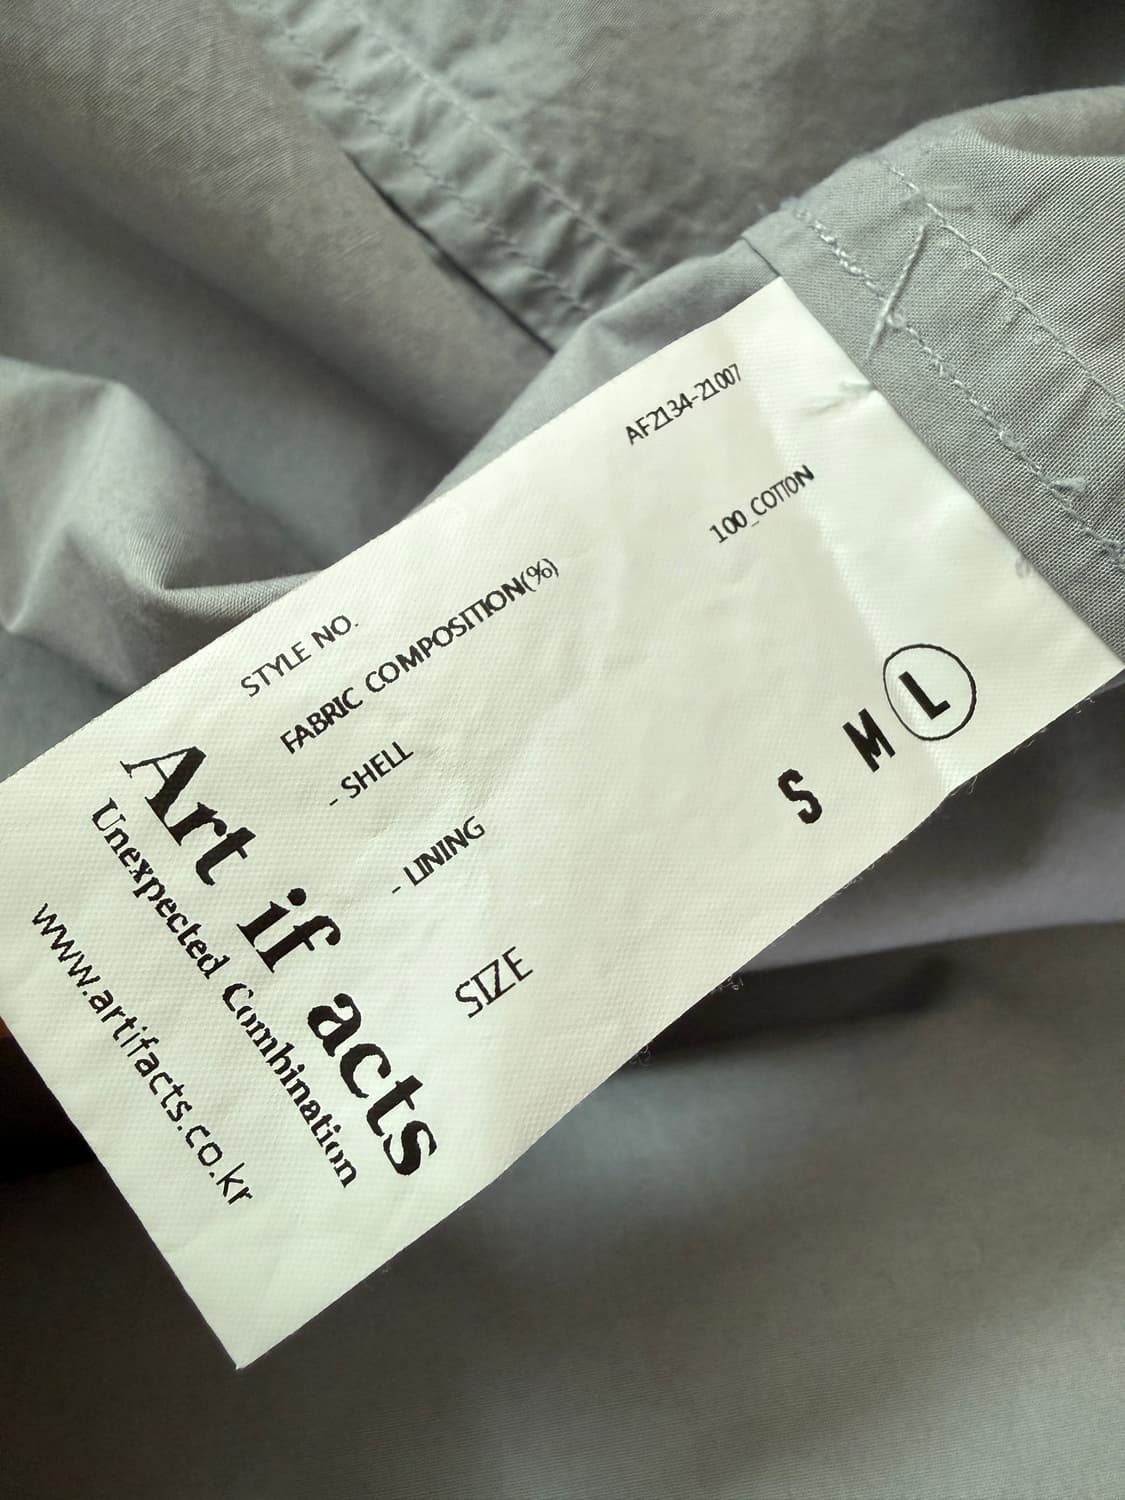 STYLE NO. AF2134-21007
FABRIC COMPOSITION(%)
- SHELL 100_COTTON
- LINING
SIZE S M L
Art if acts
Unexpected Combination
www.artifacts.co.kr